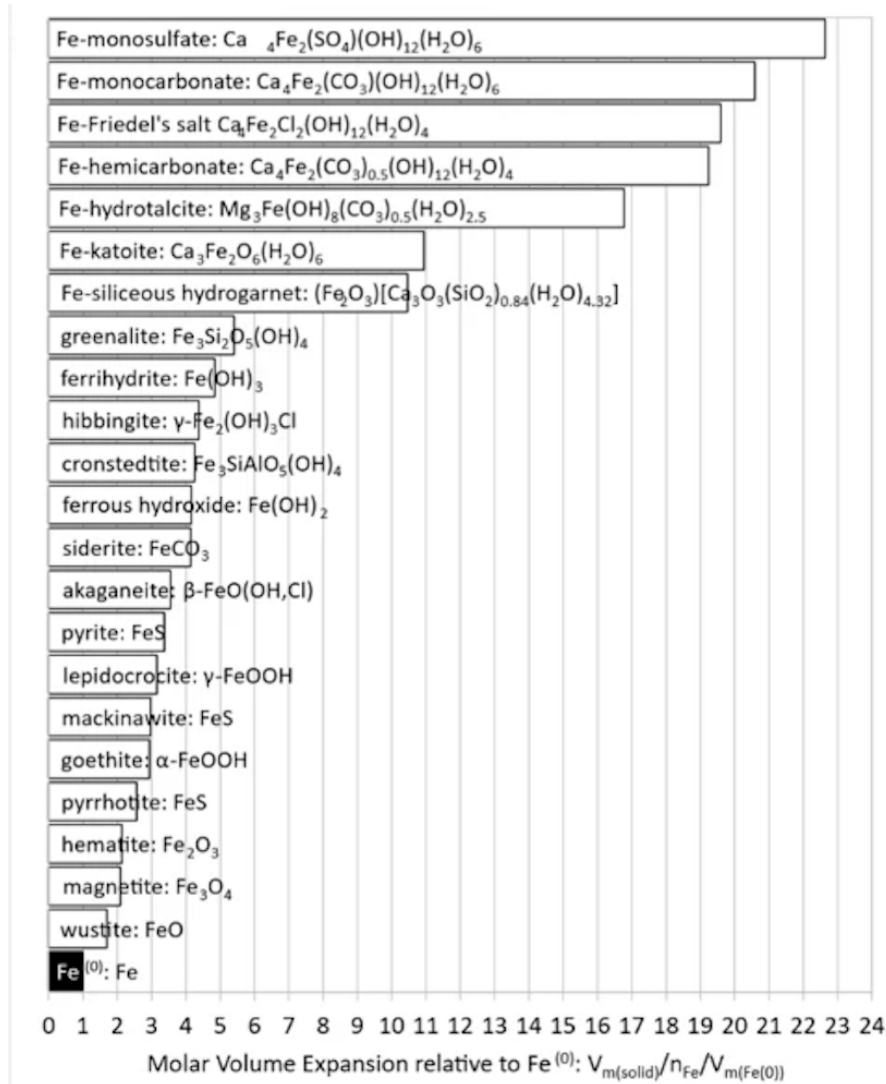 Fe-monosulfate: Ca ₄Fe₂(SO₄)(OH)₁₂(H₂O)₆
Fe-monocarbonate: Ca₄Fe₂(CO₃)(OH)₁₂(H₂O)₆
Fe-Friedel's salt Ca₄Fe₂Cl₂(OH)₁₂(H₂O)₄
Fe-hemicarbonate: Ca₄Fe₂(CO₃)₀.₅(OH)₁₂(H₂O)₄
Fe-hydrotalcite: Mg₃Fe(OH)₈(CO₃)₀.₅(H₂O)₂.₅
Fe-katoite: Ca₃Fe₂O₆(H₂O)₆
Fe-siliceous hydrogarnet: (Fe₂O₃)[Ca₃O₃(SiO₂)₀.₈₄(H₂O)₄.₃₂]
greenalite: Fe₃Si₂O₅(OH)₄
ferrihydrite: Fe(OH)₃
hibbingite: γ-Fe₂(OH)₃Cl
cronstedtite: Fe₃SiAlO₅(OH)₄
ferrous hydroxide: Fe(OH)₂
siderite: FeCO₃
akaganeite: β-FeO(OH,Cl)
pyrite: FeS
lepidocrocite: γ-FeOOH
mackinawite: FeS
goethite: α-FeOOH
pyrrhotite: FeS
hematite: Fe₂O₃
magnetite: Fe₃O₄
wustite: FeO
Fe⁽⁰⁾: Fe
0 1 2 3 4 5 6 7 8 9 10 11 12 13 14 15 16 17 18 19 20 21 22 23 24
Molar Volume Expansion relative to Fe⁽⁰⁾: Vm(solid)/nFe/Vm(Fe(0))